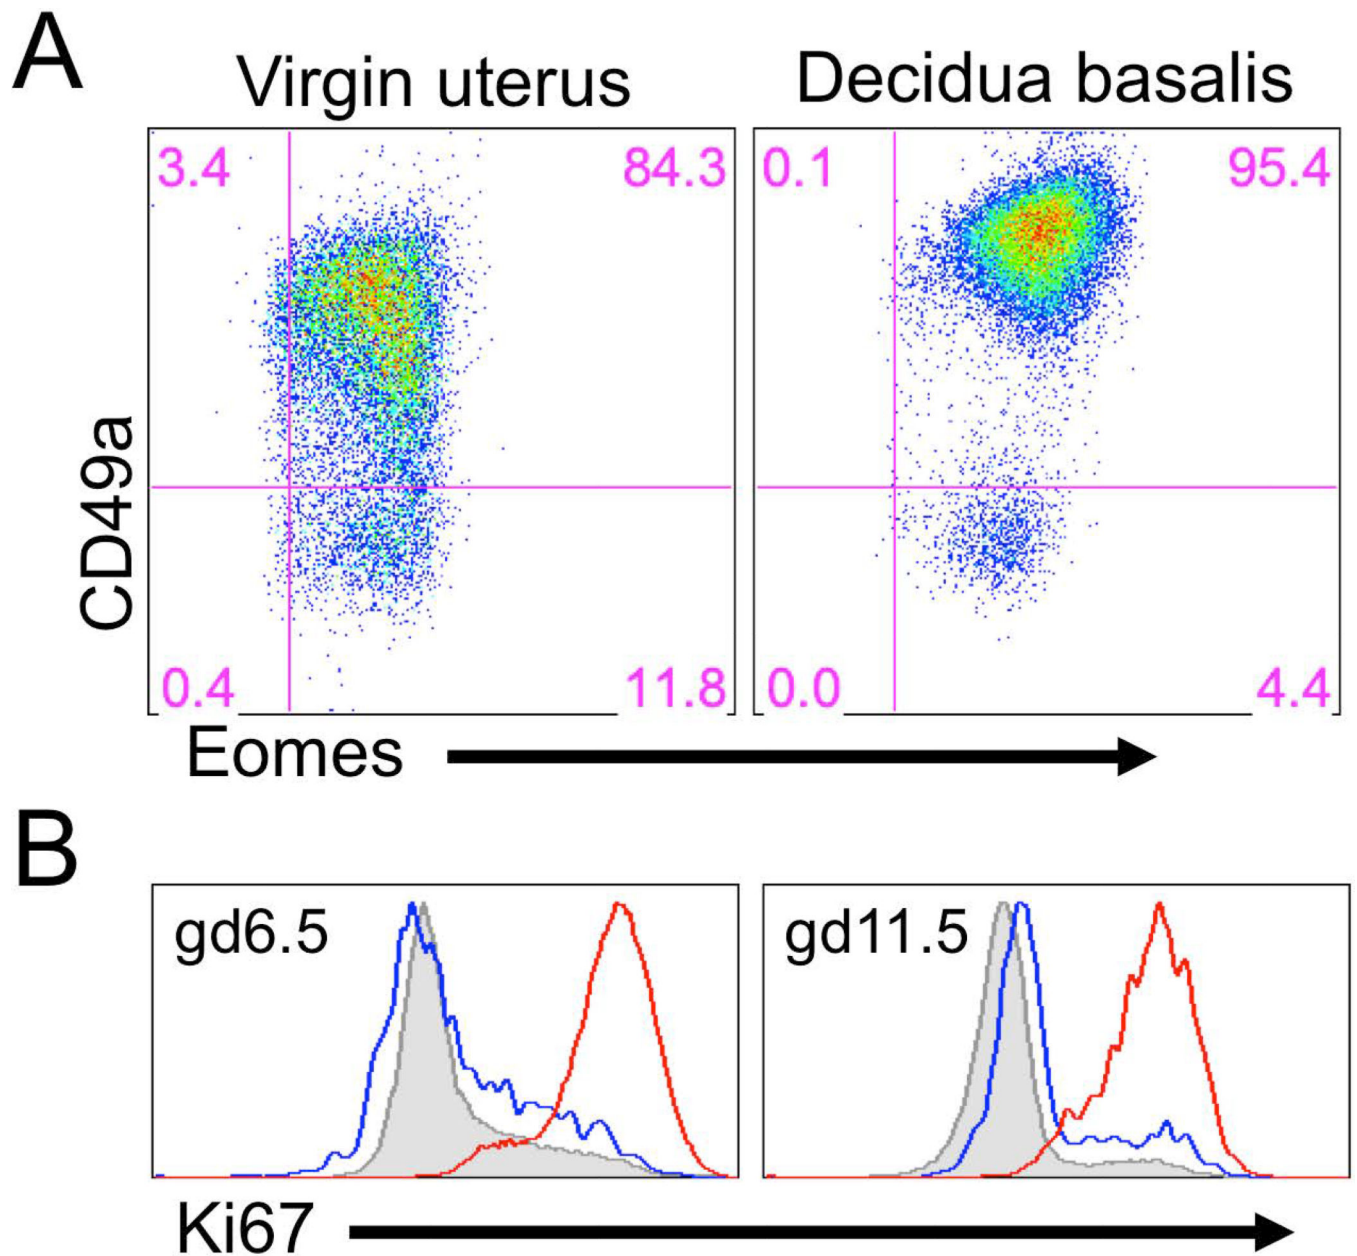 A
Virgin uterus
Decidua basalis
3.4
84.3
0.1
95.4
CD49a
0.4
11.8
0.0
4.4
Eomes
B
gd6.5
gd11.5
Ki67